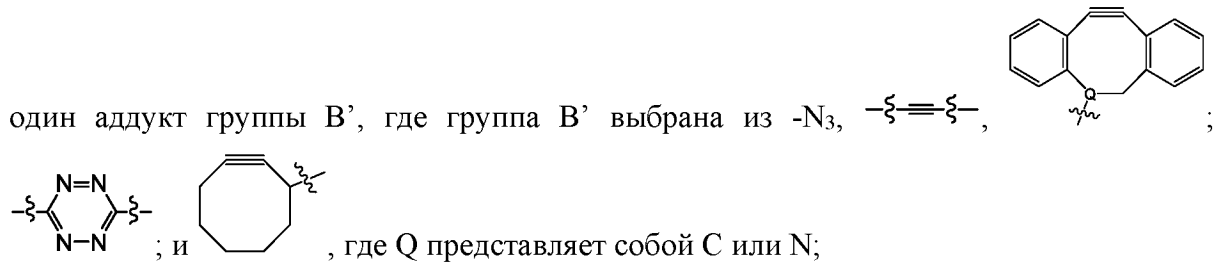 один аддукт группы B’, где группа B’ выбрана из -N₃, , ;
; и , где Q представляет собой C или N;
Q
N=N
N=N